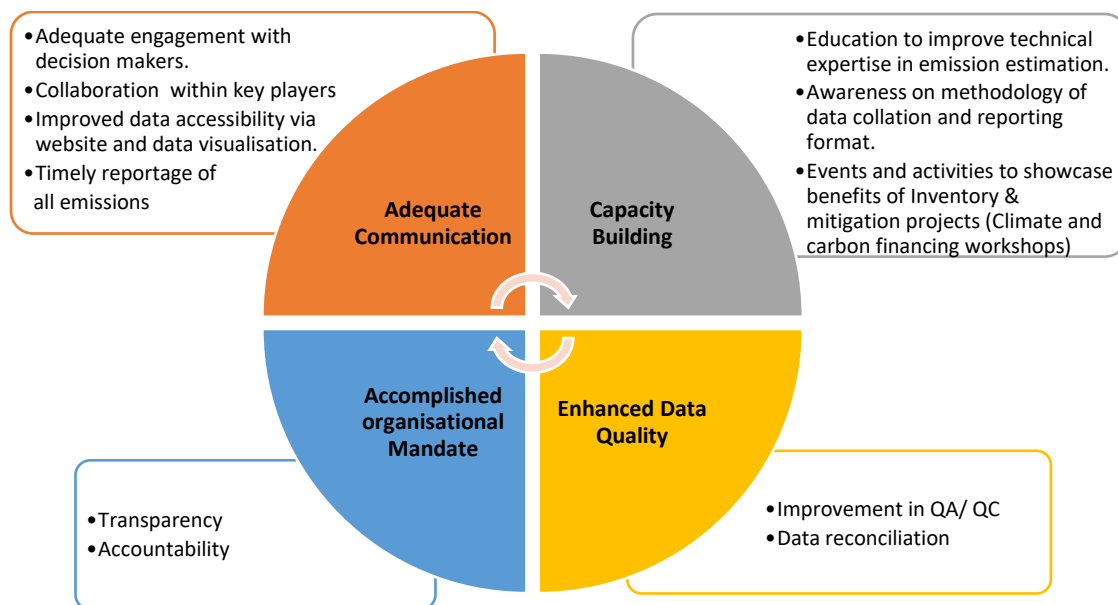 •Adequate engagement with
decision makers.
•Collaboration within key players
•Improved data accessibility via
website and data visualisation.
•Timely reportage of
all emissions
Adequate
Communication
•Education to improve technical
expertise in emission estimation.
•Awareness on methodology of
data collation and reporting
format.
•Events and activities to showcase
benefits of Inventory &
mitigation projects (Climate and
carbon financing workshops)
Capacity
Building
Accomplished
organisational
Mandate
•Transparency
•Accountability
Enhanced Data
Quality
•Improvement in QA/ QC
•Data reconciliation